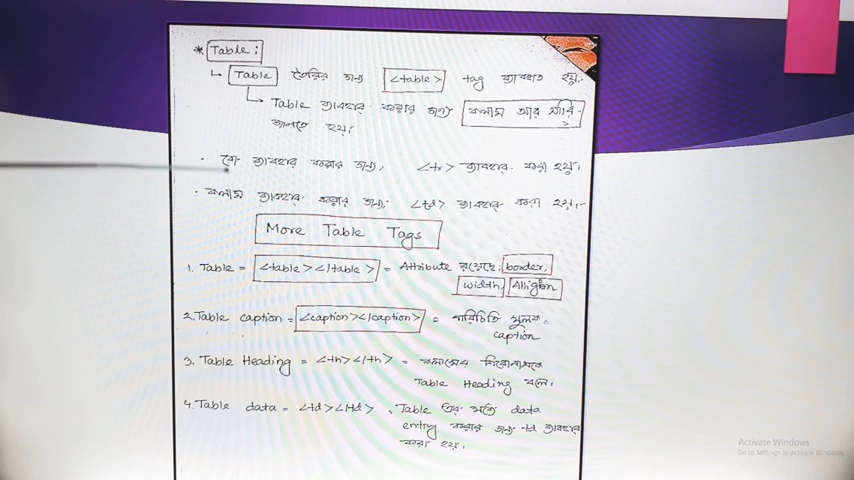 * Table :
↳ Table তৈরির জন্য <table> tag ব্যবহৃত হয়।
↳ Table ব্যবহার করার জন্য কলাম আর সারি
জানতে হয়।
· রো ব্যবহার করার জন্য, <tr> ব্যবহার করা হয়।
· কলাম ব্যবহার করার জন্য, <td> ব্যবহার করা হয়।
More Table Tags
1. Table = <table></table> = Attribute রয়েছে: border,
width, Alligion
2. Table caption = <caption></caption> = পরিচিতি মূলক
caption
3. Table Heading = <th></th> = কলামের শিরোনামকে
Table Heading বলে।
4. Table data = <td></td> , Table এর মধ্যে data
entry করার জন্য td ব্যবহার
করা হয়।
Activate Windows
Go to Settings to activate Windows.